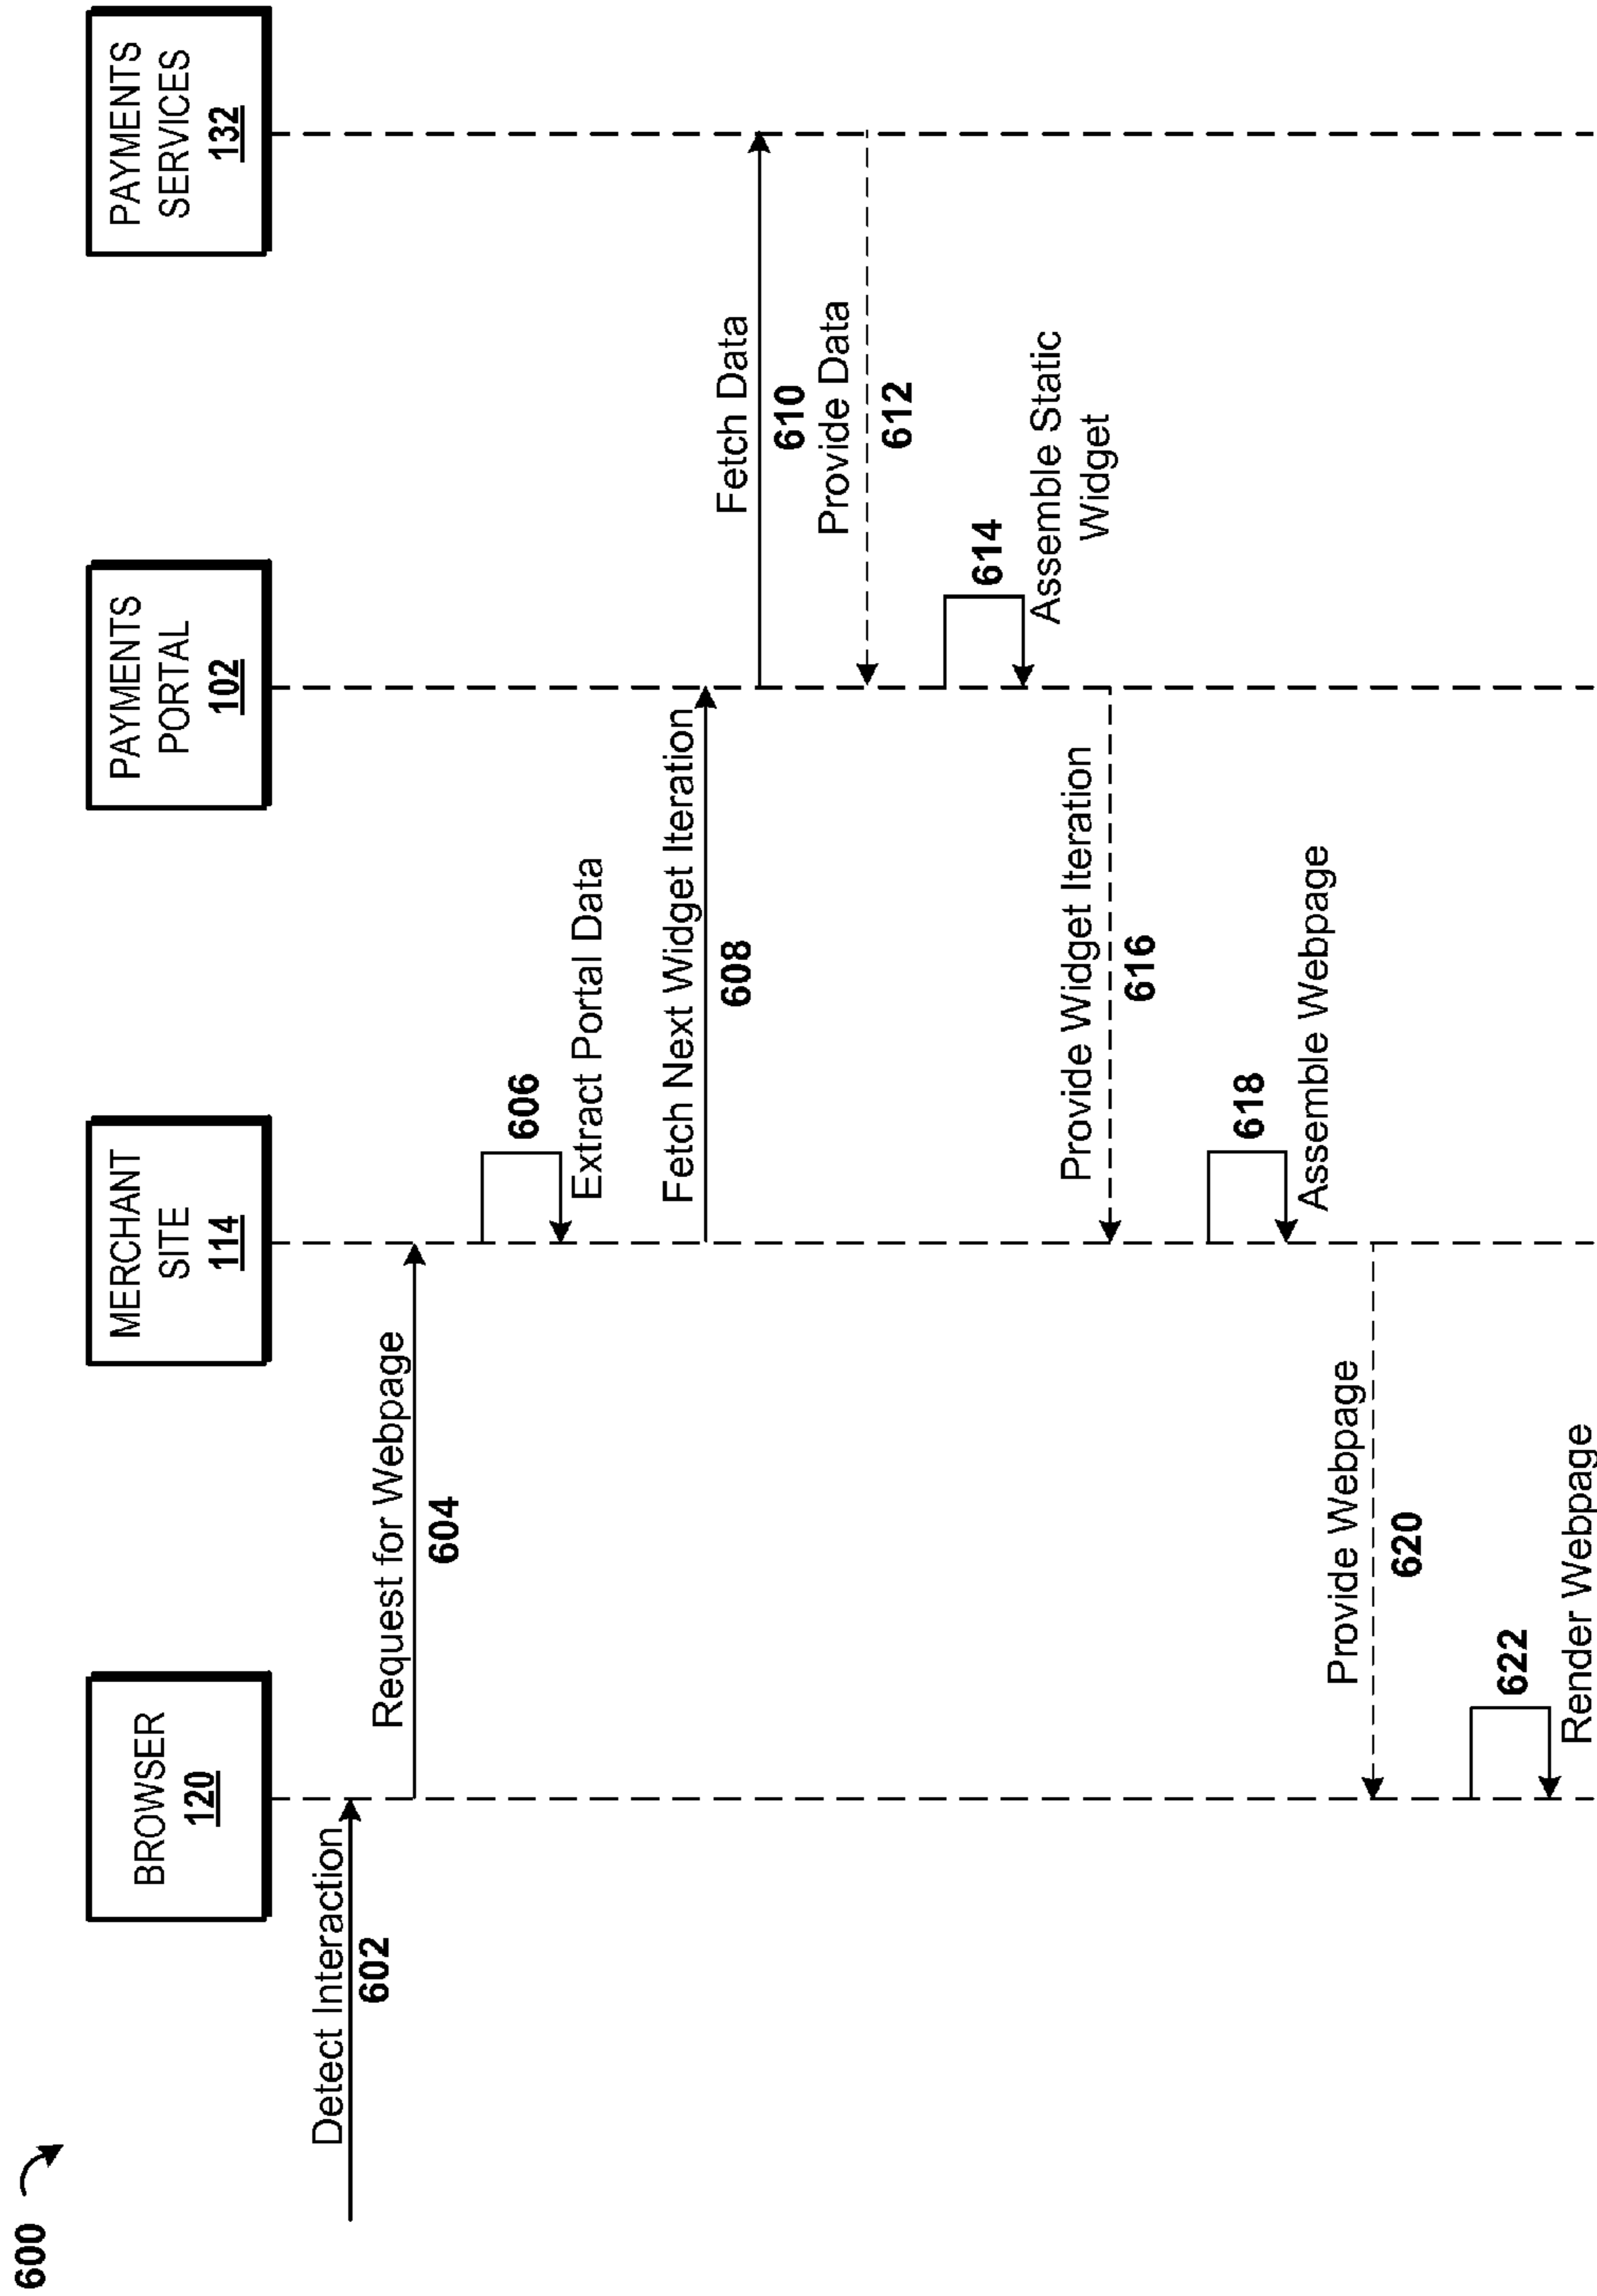 600
BROWSER
120
MERCHANT
SITE
114
PAYMENTS
PORTAL
102
PAYMENTS
SERVICES
132
Detect Interaction
602
Request for Webpage
604
606
Extract Portal Data
Fetch Next Widget Iteration
608
Fetch Data
610
Provide Data
612
614
Assemble Static
Widget
Provide Widget Iteration
616
618
Assemble Webpage
Provide Webpage
620
622
Render Webpage